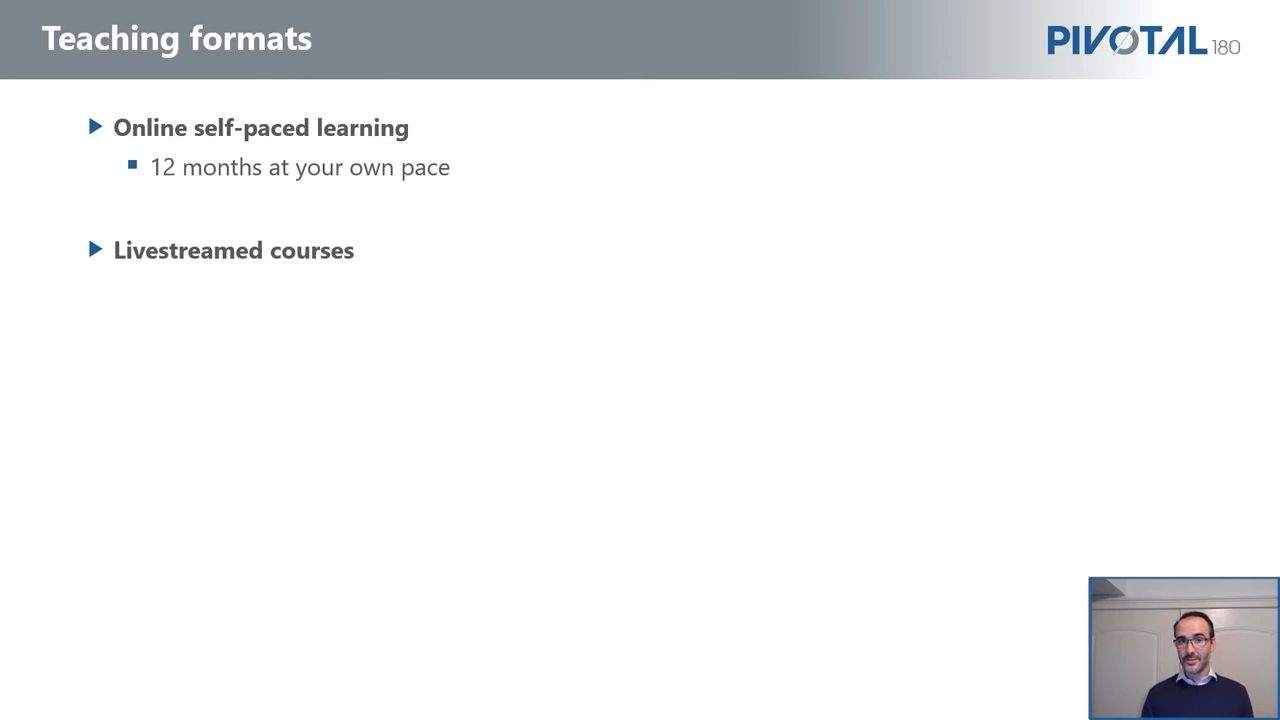 Teaching formats
PIVOTAL 180
Online self-paced learning
12 months at your own pace
Livestreamed courses